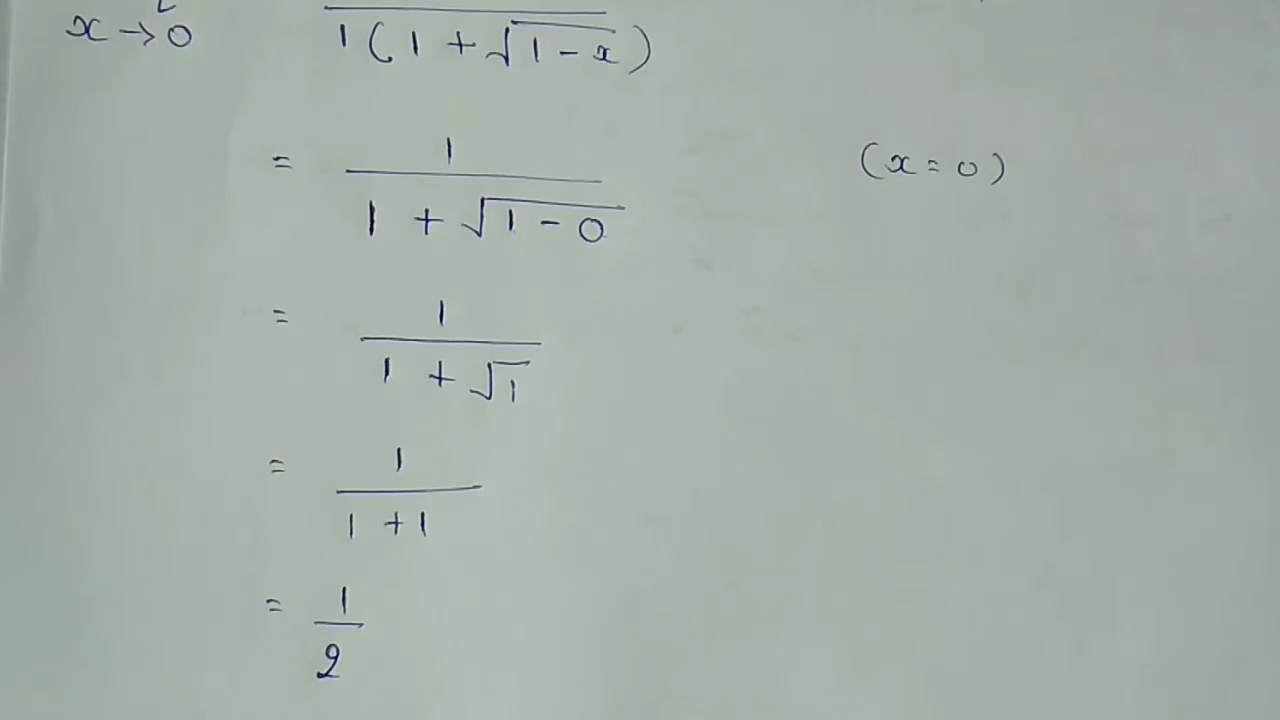 x → 0 1(1 + √1 - x)
= 1 / 1 + √1 - 0 (x = 0)
= 1 / 1 + √1
= 1 / 1 + 1
= 1 / 2